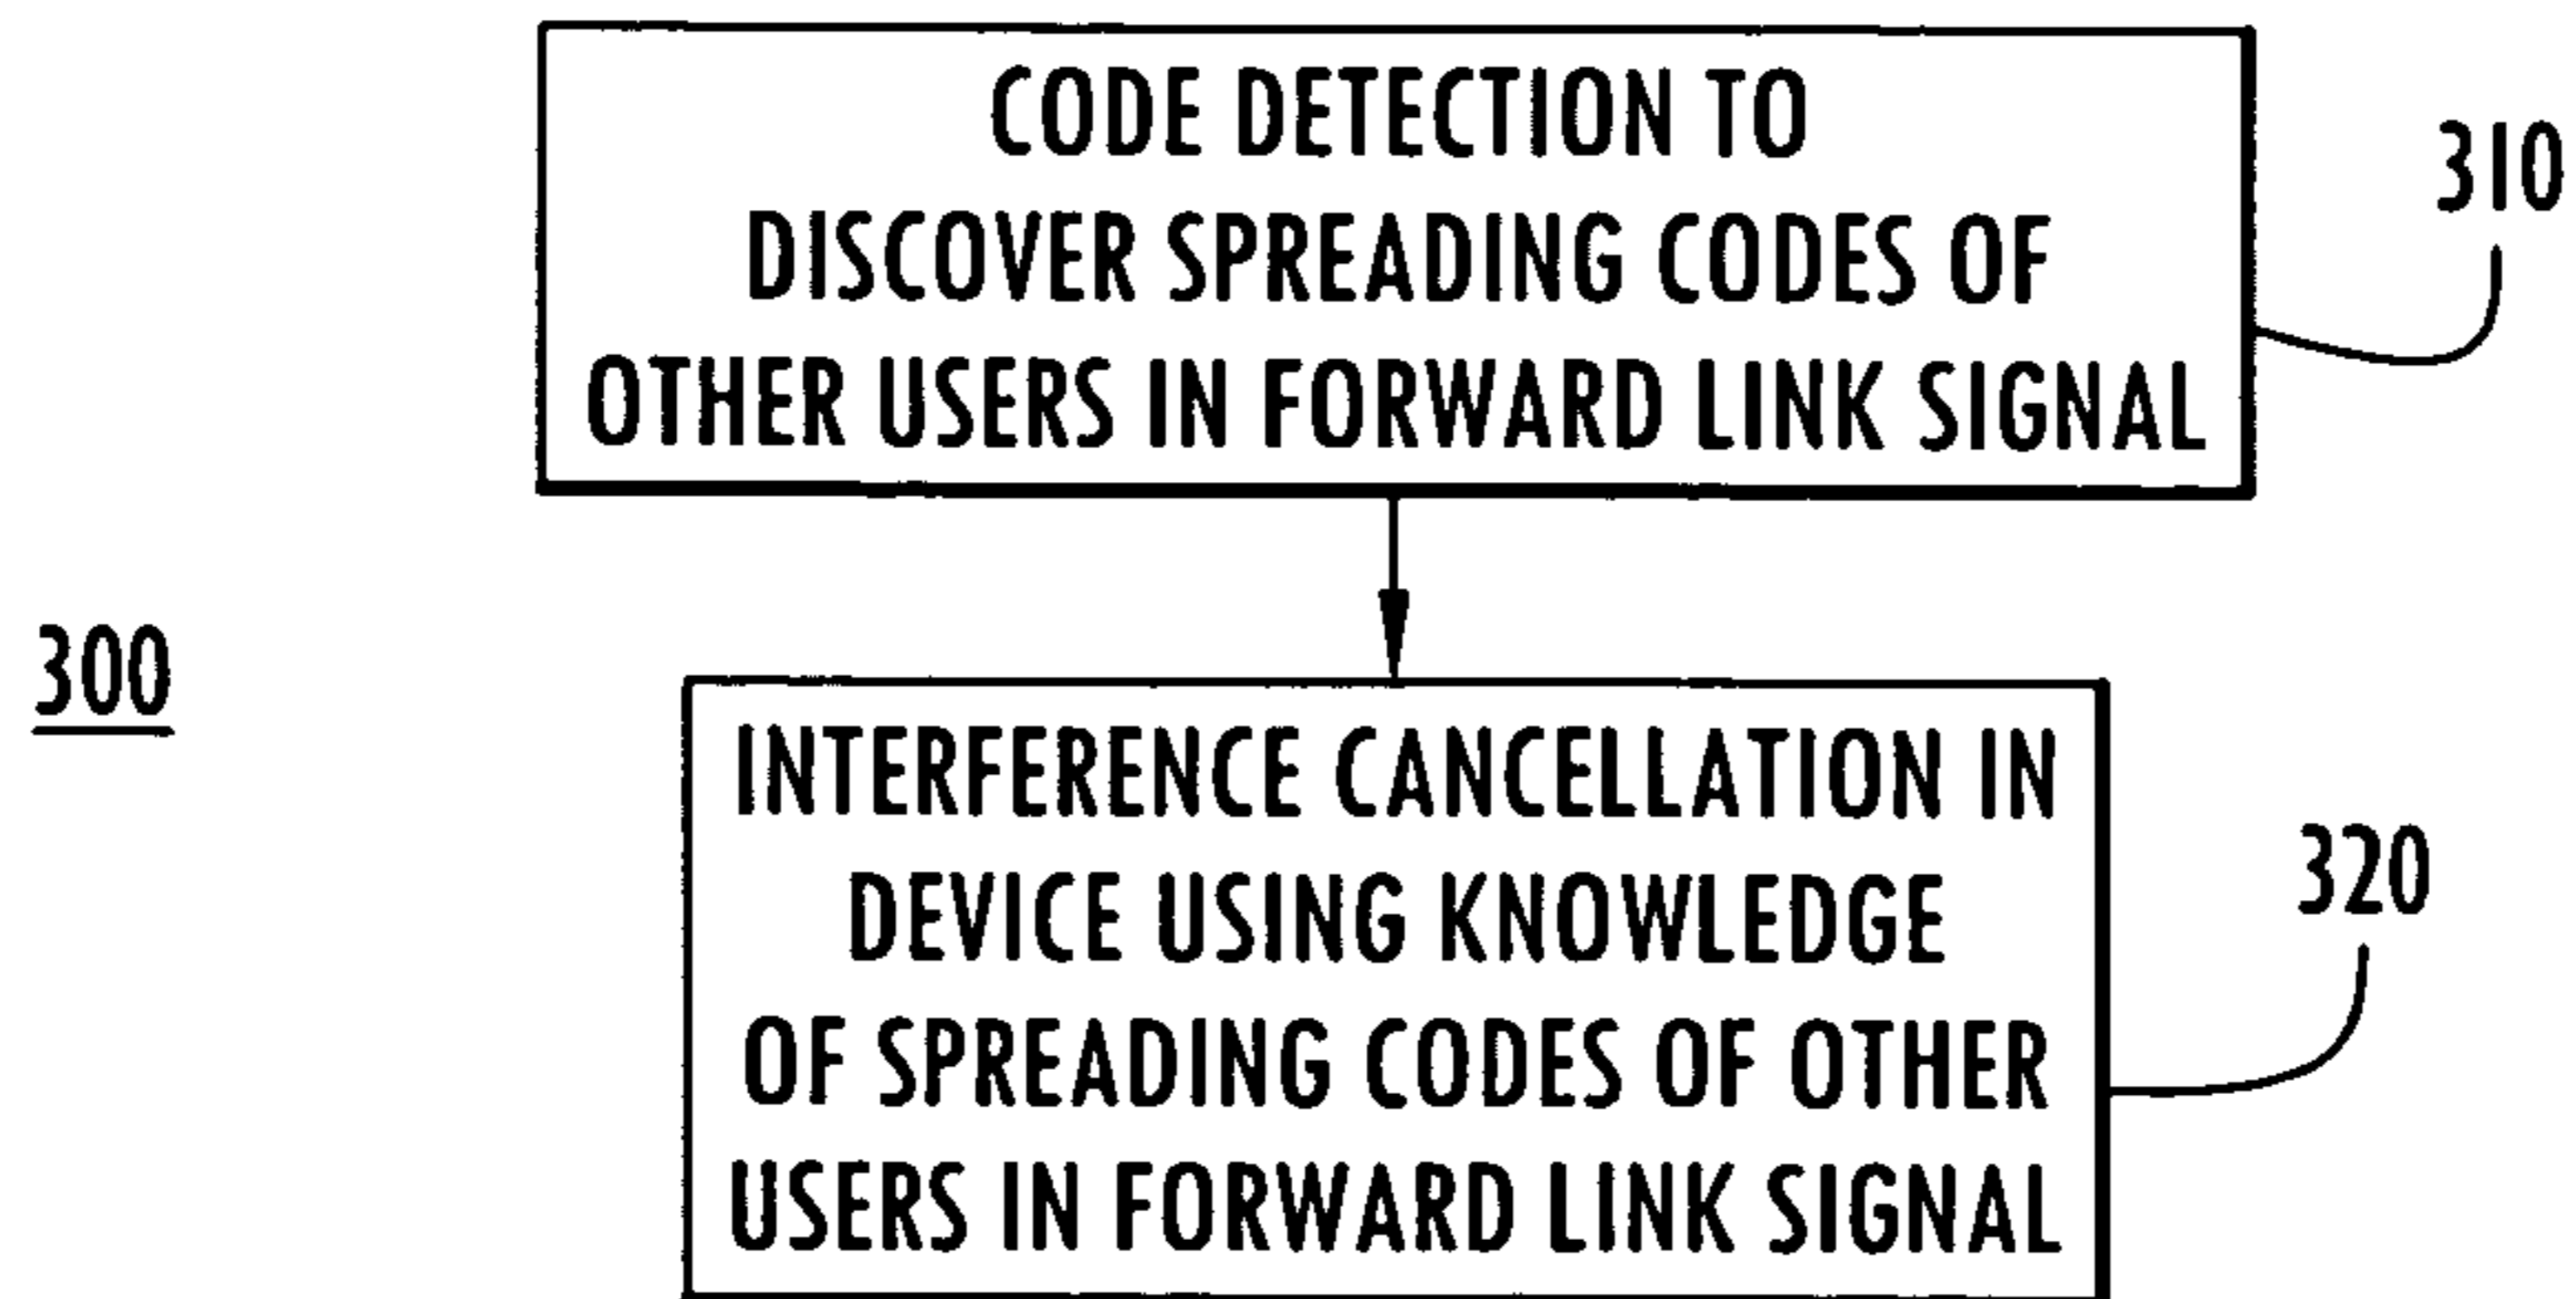 CODE DETECTION TO
DISCOVER SPREADING CODES OF
OTHER USERS IN FORWARD LINK SIGNAL
310
300
INTERFERENCE CANCELLATION IN
DEVICE USING KNOWLEDGE
OF SPREADING CODES OF OTHER
USERS IN FORWARD LINK SIGNAL
320